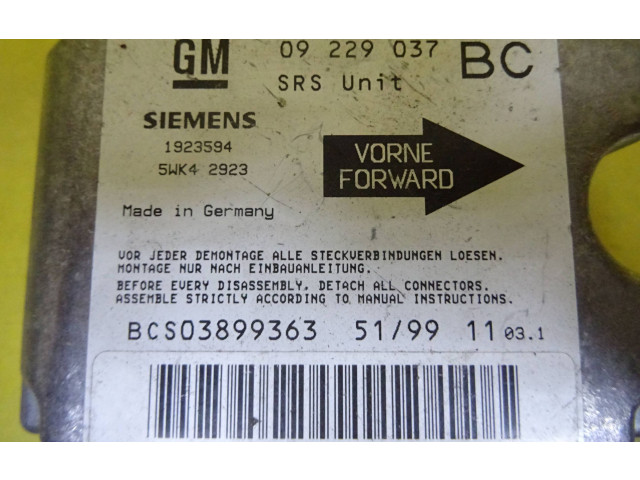 GM 09 229 037 BC
SRS Unit
SIEMENS
1923594
5WK4 2923
VORNE
FORWARD
Made in Germany
VOR JEDER DEMONTAGE ALLE STECKVERBINDUNGEN LOESEN.
MONTAGE NUR NACH EINBAUANLEITUNG.
BEFORE EVERY DISASSEMBLY, DETACH ALL CONNECTORS.
ASSEMBLE STRICTLY ACCORDING TO MANUAL INSTRUCTIONS.
BCS03899363 51/99 11 03.1